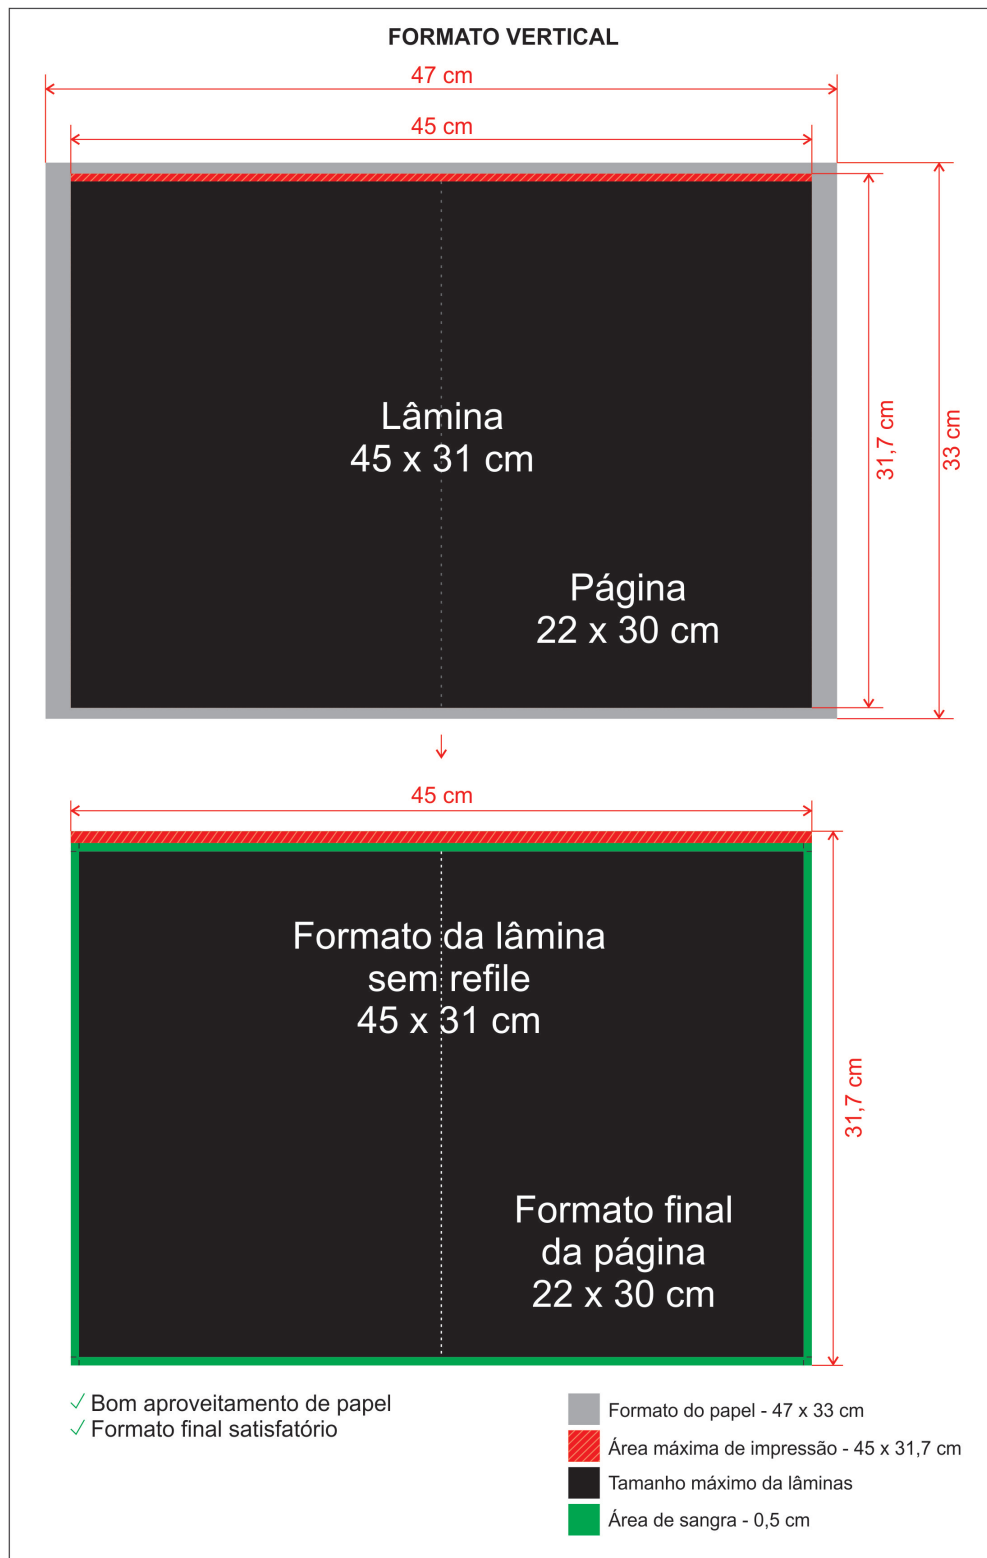 FORMATO VERTICAL
47 cm
45 cm
Lâmina
45 x 31 cm
31,7 cm
33 cm
Página
22 x 30 cm
45 cm
Formato da lâmina
sem refile
45 x 31 cm
31,7 cm
Formato final
da página
22 x 30 cm
✓ Bom aproveitamento de papel
✓ Formato final satisfatório
Formato do papel - 47 x 33 cm
Área máxima de impressão - 45 x 31,7 cm
Tamanho máximo da lâminas
Área de sangra - 0,5 cm